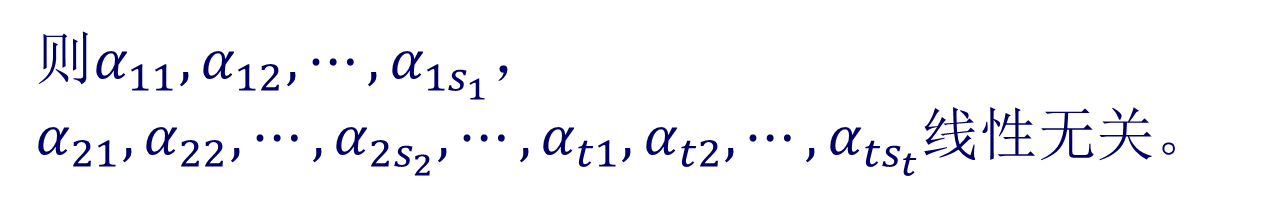 则α₁₁, α₁₂, ⋯ , α₁ₛ₁，
α₂₁, α₂₂, ⋯ , α₂ₛ₂, ⋯ , αₜ₁, αₜ₂, ⋯ , αₜₛₜ线性无关。